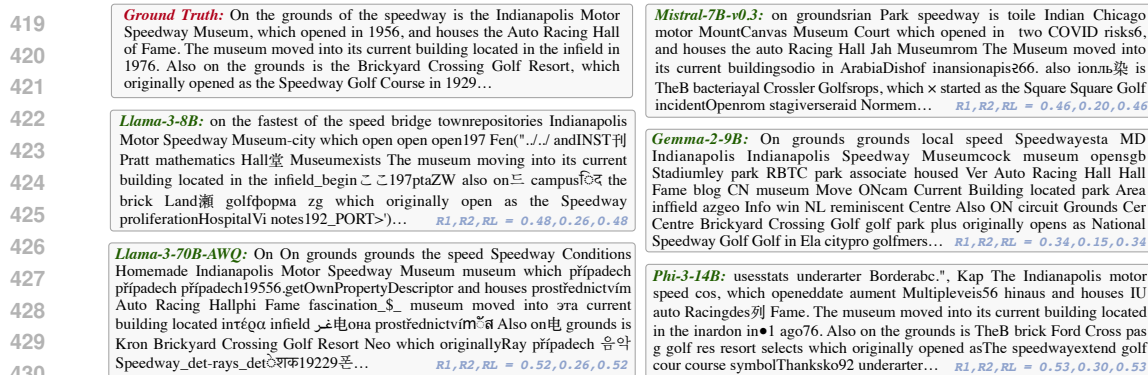 419
420
421
422
423
424
425
426
427
428
429
430
Ground Truth: On the grounds of the speedway is the Indianapolis Motor
Speedway Museum, which opened in 1956, and houses the Auto Racing Hall
of Fame. The museum moved into its current building located in the infield in
1976. Also on the grounds is the Brickyard Crossing Golf Resort, which
originally opened as the Speedway Golf Course in 1929…
Llama-3-8B: on the fastest of the speed bridge townrepositories Indianapolis
Motor Speedway Museum-city which open open open197 Fen("../../ andINST刊
Pratt mathematics Hall堂 Museumexists The museum moving into its current
building located in the infield_beginここ197ptaZW also on드 campusिद the
brick Land瀬 golfформа zg which originally open as the Speedway
proliferationHospitalVi notes192_PORT>')… R1,R2,RL = 0.48,0.26,0.48
Llama-3-70B-AWQ: On On grounds grounds the speed Speedway Conditions
Homemade Indianapolis Motor Speedway Museum museum which případech
případech případech19556.getOwnPropertyDescriptor and houses prostřednictvím
Auto Racing Hallphi Fame fascination_$_ museum moved into эта current
building located inτέρα infield غير电она prostřednictvím Also on电 grounds is
Kron Brickyard Crossing Golf Resort Neo which originallyRay případech 음악
Speedway_det-rays_detेशक19229폰… R1,R2,RL = 0.52,0.26,0.52
Mistral-7B-v0.3: on groundsrian Park speedway is toile Indian Chicago
motor MountCanvas Museum Court which opened in two COVID risks6,
and houses the auto Racing Hall Jah Museumrom The Museum moved into
its current buildingsodio in ArabiaDishof inansionapis266. also ionль染 is
TheB bacteriayal Crossler Golfsrops, which × started as the Square Square Golf
incidentOpenrom stagiverseraid Normem… R1,R2,RL = 0.46,0.20,0.46
Gemma-2-9B: On grounds grounds local speed Speedwayesta MD
Indianapolis Indianapolis Speedway Museumcock museum opensgb
Stadiumley park RBTC park associate housed Ver Auto Racing Hall Hall
Fame blog CN museum Move ONcam Current Building located park Area
inffield azgeo Info win NL reminiscent Centre Also ON circuit Grounds Cer
Centre Brickyard Crossing Golf golf park plus originally opens as National
Speedway Golf Golf in Ela citypro golfmers… R1,R2,RL = 0.34,0.15,0.34
Phi-3-14B: usesstats underarter Borderabc.", Kap The Indianapolis motor
speed cos, which openeddate aument Multipleveis56 hinaus and houses IU
auto Racingdes列 Fame. The museum moved into its current building located
in the inardon in●1 ago76. Also on the grounds is TheB brick Ford Cross pas
g golf res resort selects which originally opened asThe speedwayextend golf
cour course symbolThanksko92 underarter… R1,R2,RL = 0.53,0.30,0.53